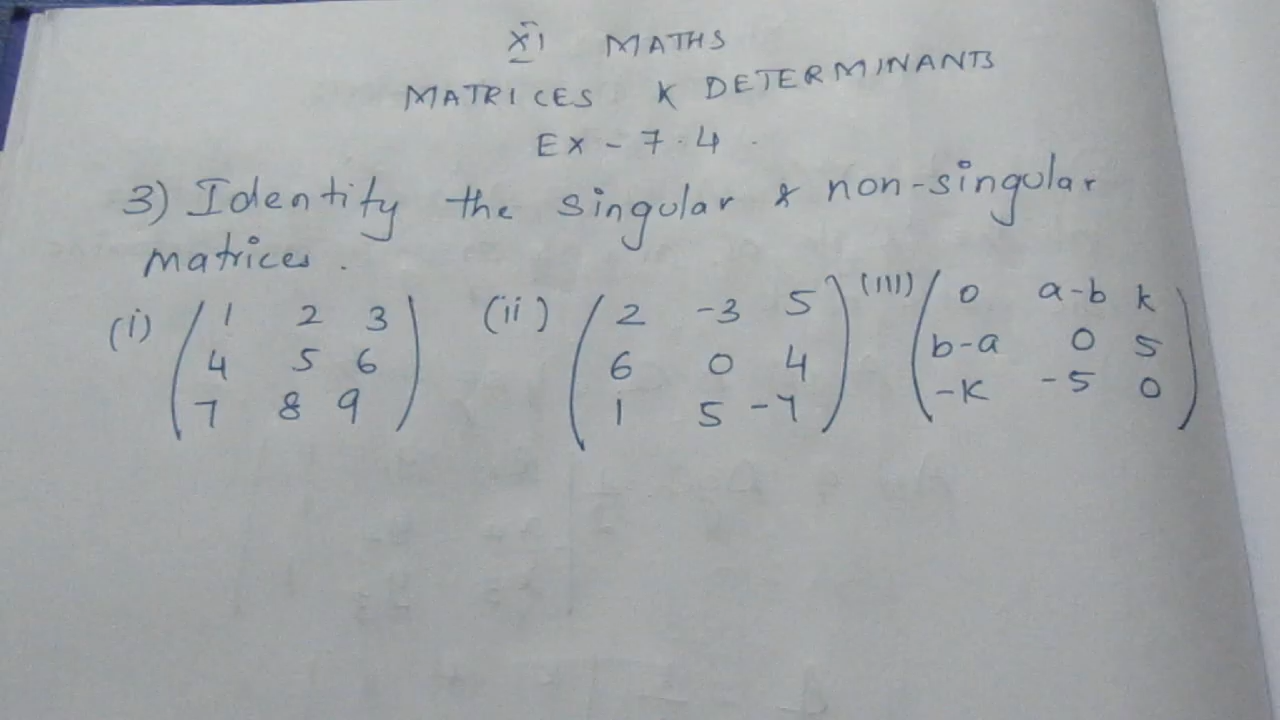 XI MATHS
MATRICES & DETERMINANTS
EX - 7.4
3) Identify the singular & non-singular
matrices.
(i) ( 1 2 3 ) (ii) ( 2 -3 5 ) (III) ( 0 a-b k )
4 5 6 6 0 4 b-a 0 5
7 8 9 1 5 -7 -K -5 0